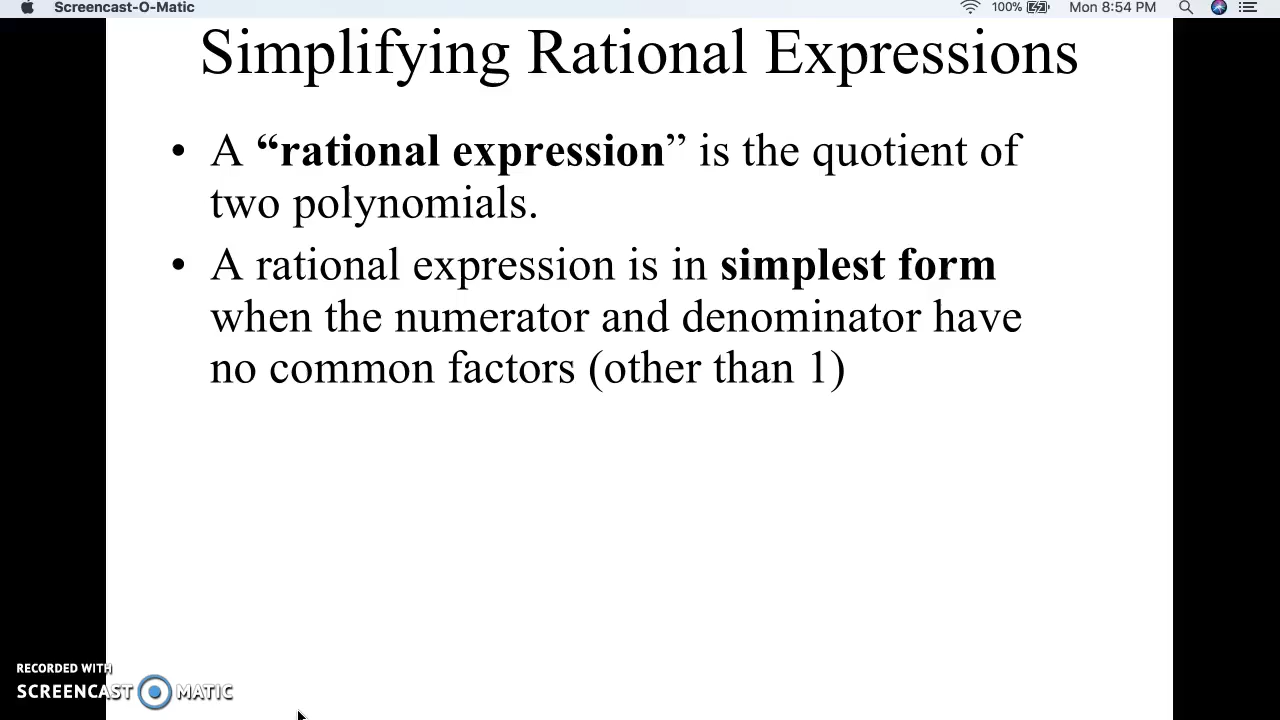 Screencast-O-Matic 100% Mon 8:54 PM
Simplifying Rational Expressions
• A “rational expression” is the quotient of
two polynomials.
• A rational expression is in simplest form
when the numerator and denominator have
no common factors (other than 1)
RECORDED WITH
SCREENCAST MATIC